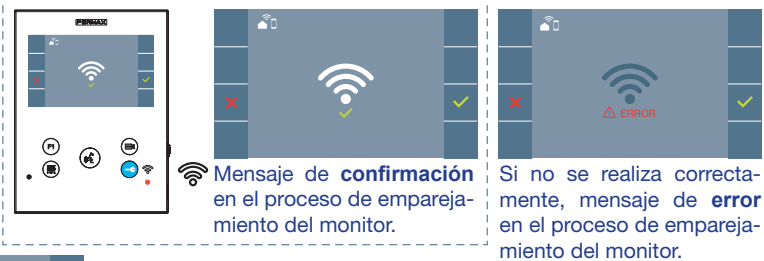 FERMAX
P1
ERROR
Mensaje de confirmación
en el proceso de empareja-
miento del monitor.
Si no se realiza correcta-
mente, mensaje de error
en el proceso de empareja-
miento del monitor.